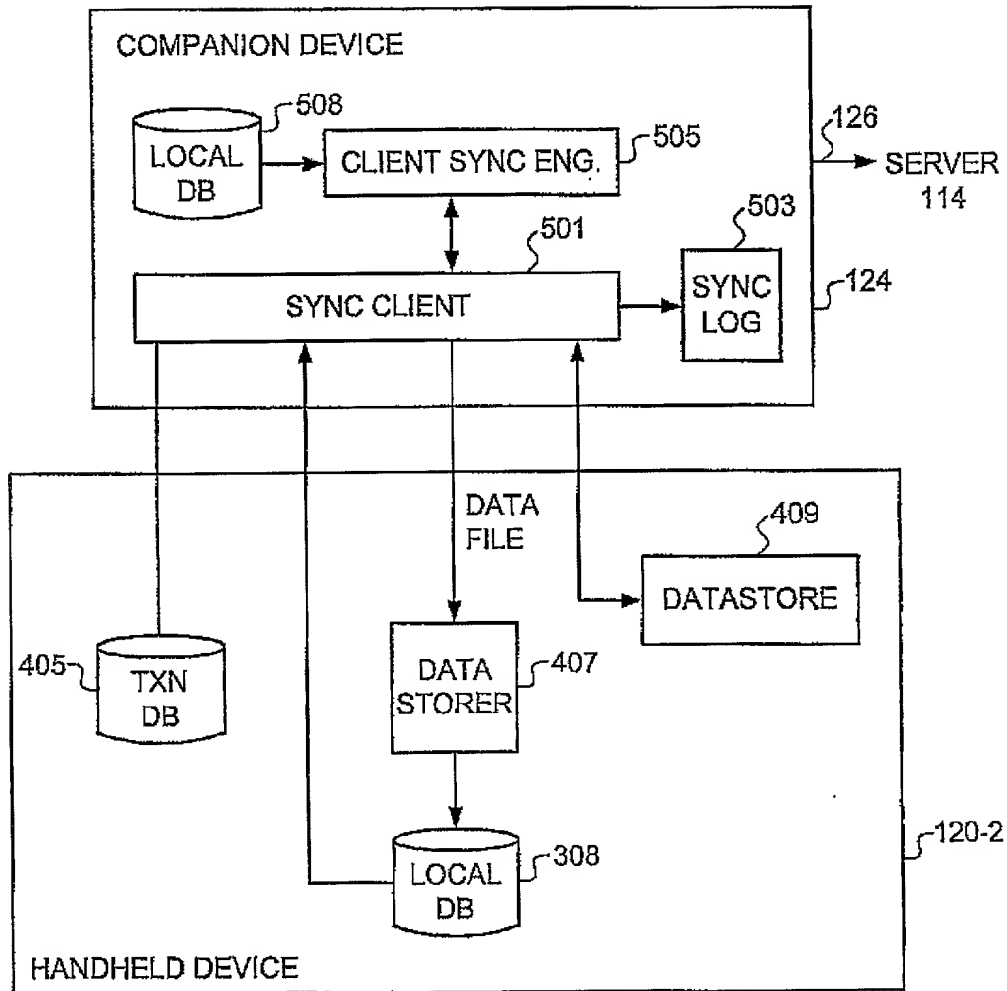 COMPANION DEVICE
508
LOCAL
DB
CLIENT SYNC ENG.
505
126
SERVER
114
501
503
SYNC CLIENT
SYNC
LOG
124
DATA
FILE
409
DATASTORE
405
TXN
DB
DATA
STORER
407
120-2
LOCAL
DB
308
HANDHELD DEVICE